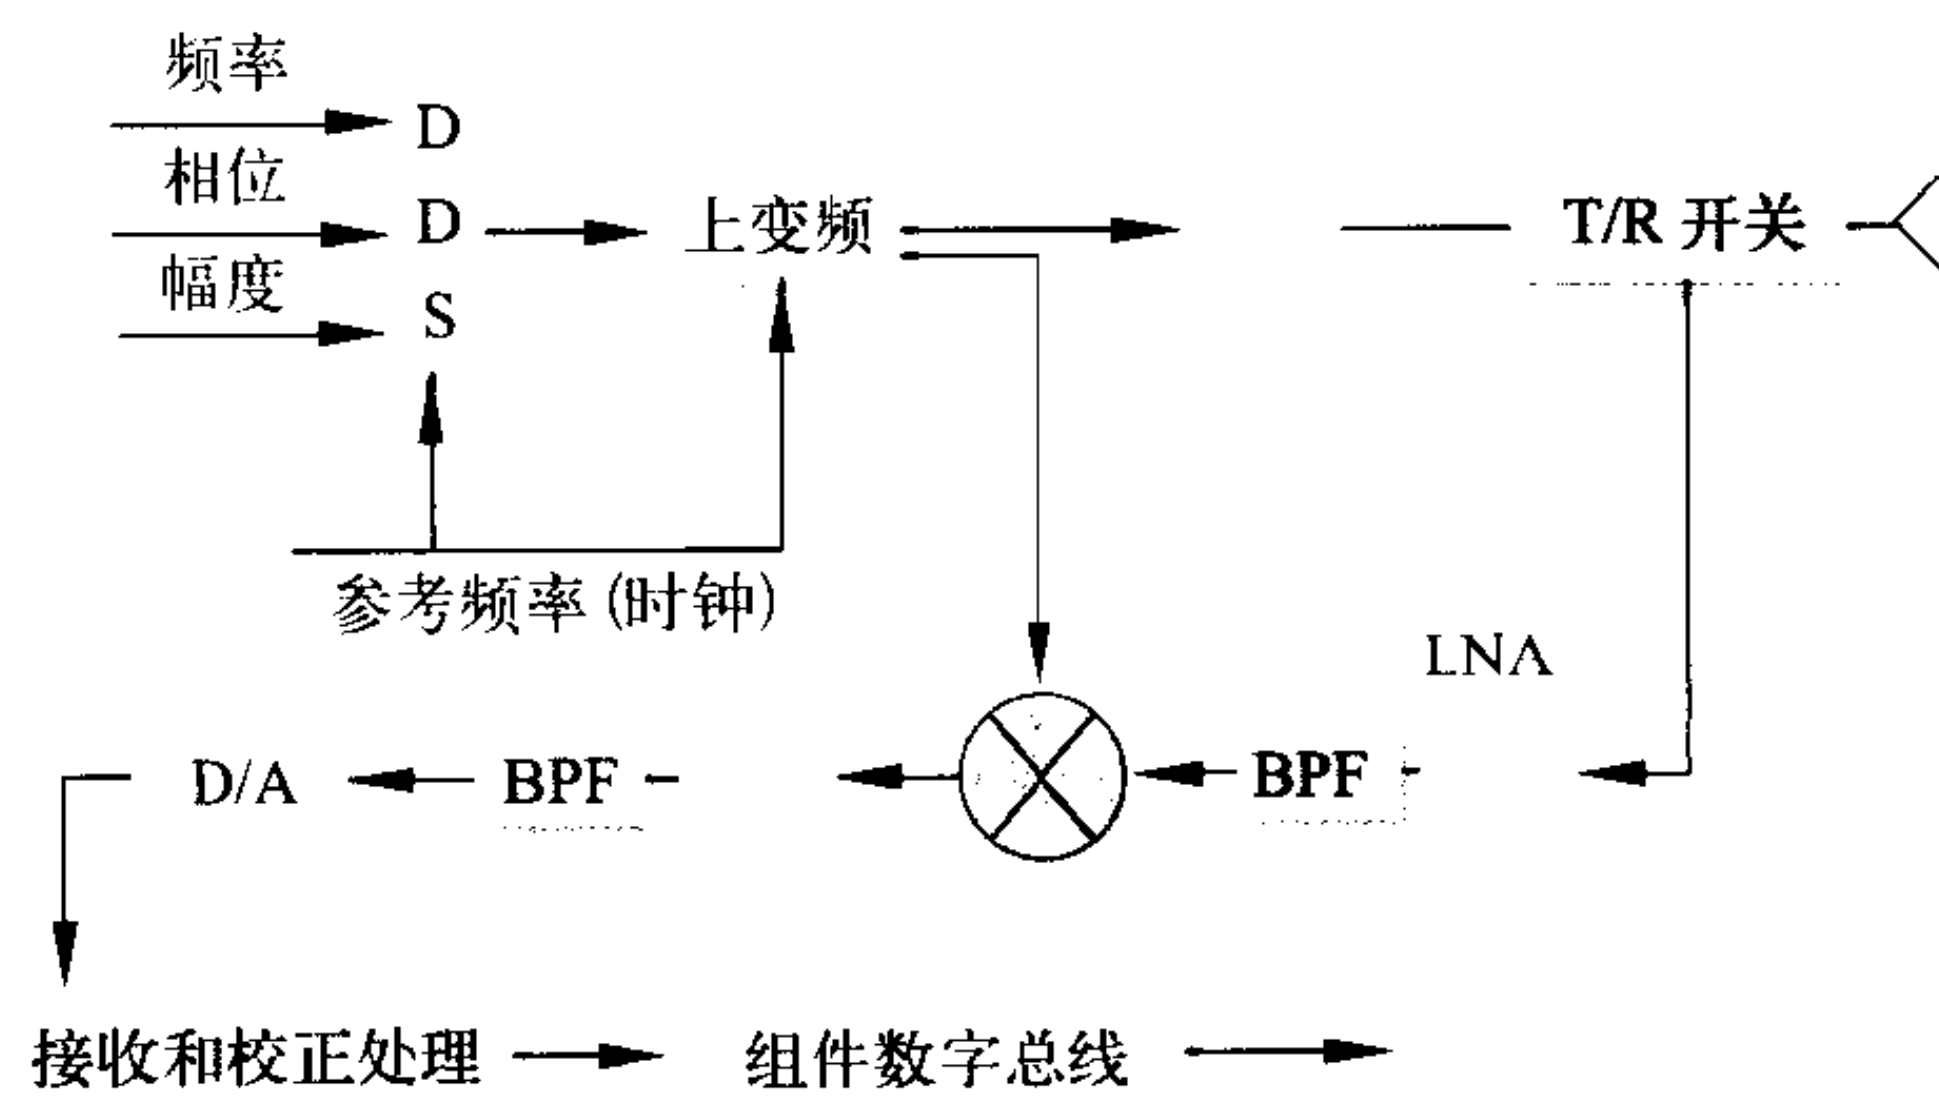 频率
相位
幅度
D
D
S
上变频
T/R 开关
参考频率 (时钟)
LNA
D/A
BPF
BPF
接收和校正处理
组件数字总线